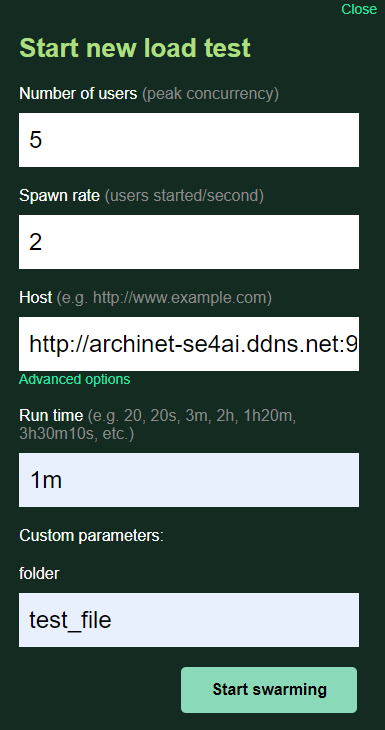 Close
Start new load test
Number of users (peak concurrency)
5
Spawn rate (users started/second)
2
Host (e.g. http://www.example.com)
http://archinet-se4ai.ddns.net:9
Advanced options
Run time (e.g. 20, 20s, 3m, 2h, 1h20m,
3h30m10s, etc.)
1m
Custom parameters:
folder
test_file
Start swarming